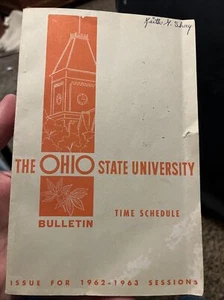 THE OHIO STATE UNIVERSITY
BULLETIN
TIME SCHEDULE
ISSUE FOR 1962-1963 SESSIONS